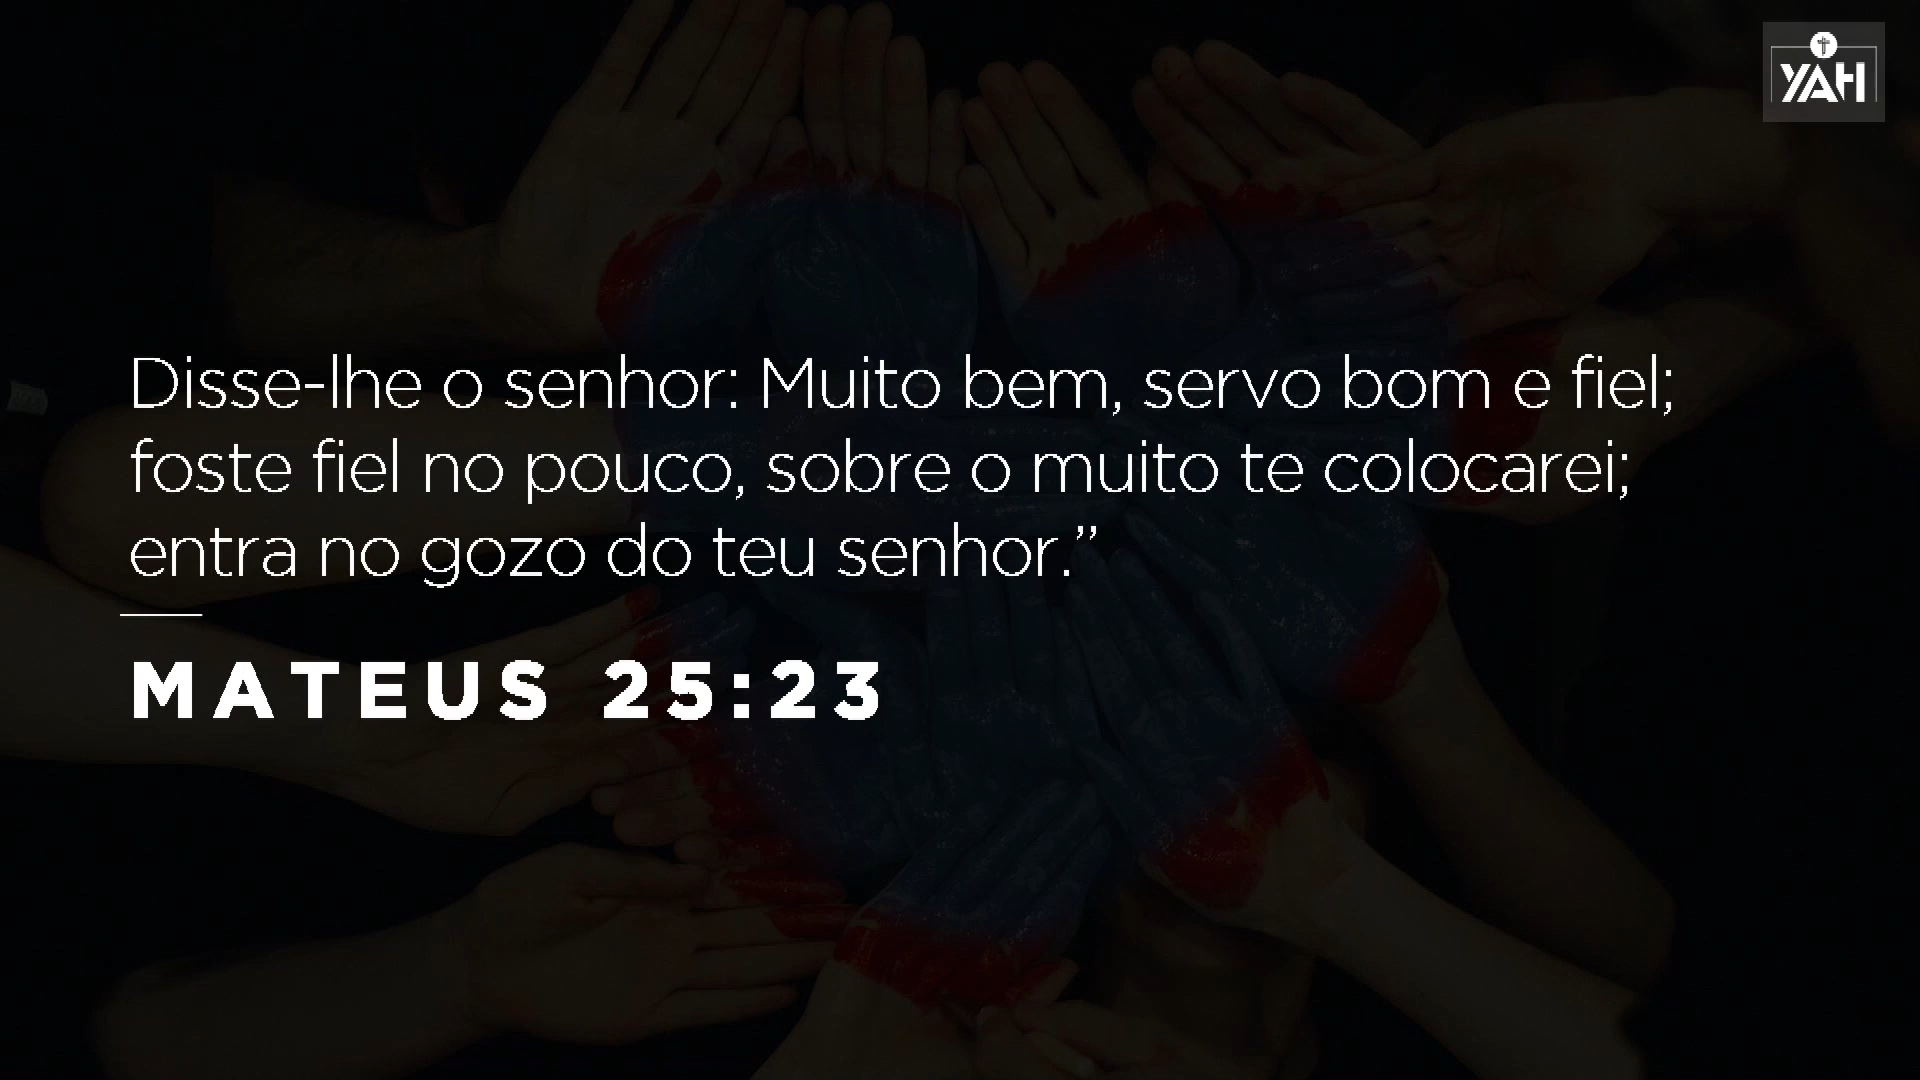 YAH
Disse-lhe o senhor: Muito bem, servo bom e fiel;
foste fiel no pouco, sobre o muito te colocarei;
entra no gozo do teu senhor.”
MATEUS 25:23